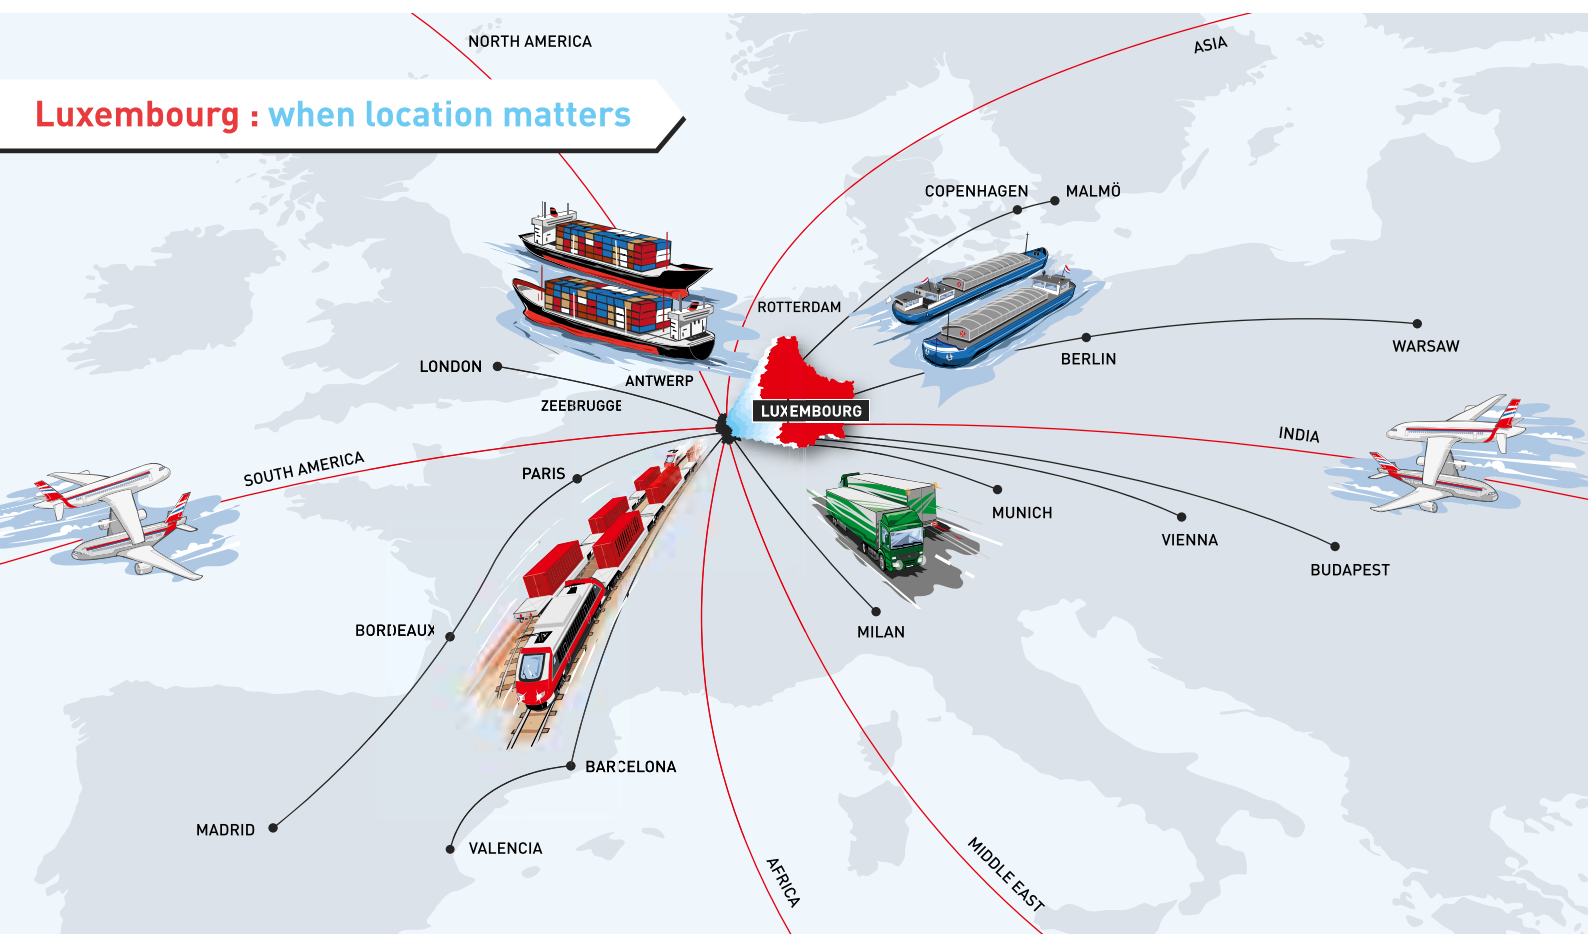 NORTH AMERICA
ASIA
Luxembourg : when location matters
COPENHAGEN
MALMÖ
ROTTERDAM
WARSAW
BERLIN
LONDON
ANTWERP
ZEEBRUGGE
LUXEMBOURG
INDIA
SOUTH AMERICA
PARIS
MUNICH
VIENNA
BUDAPEST
BORDEAUX
MILAN
BARCELONA
MADRID
VALENCIA
AFRICA
MIDDLE EAST